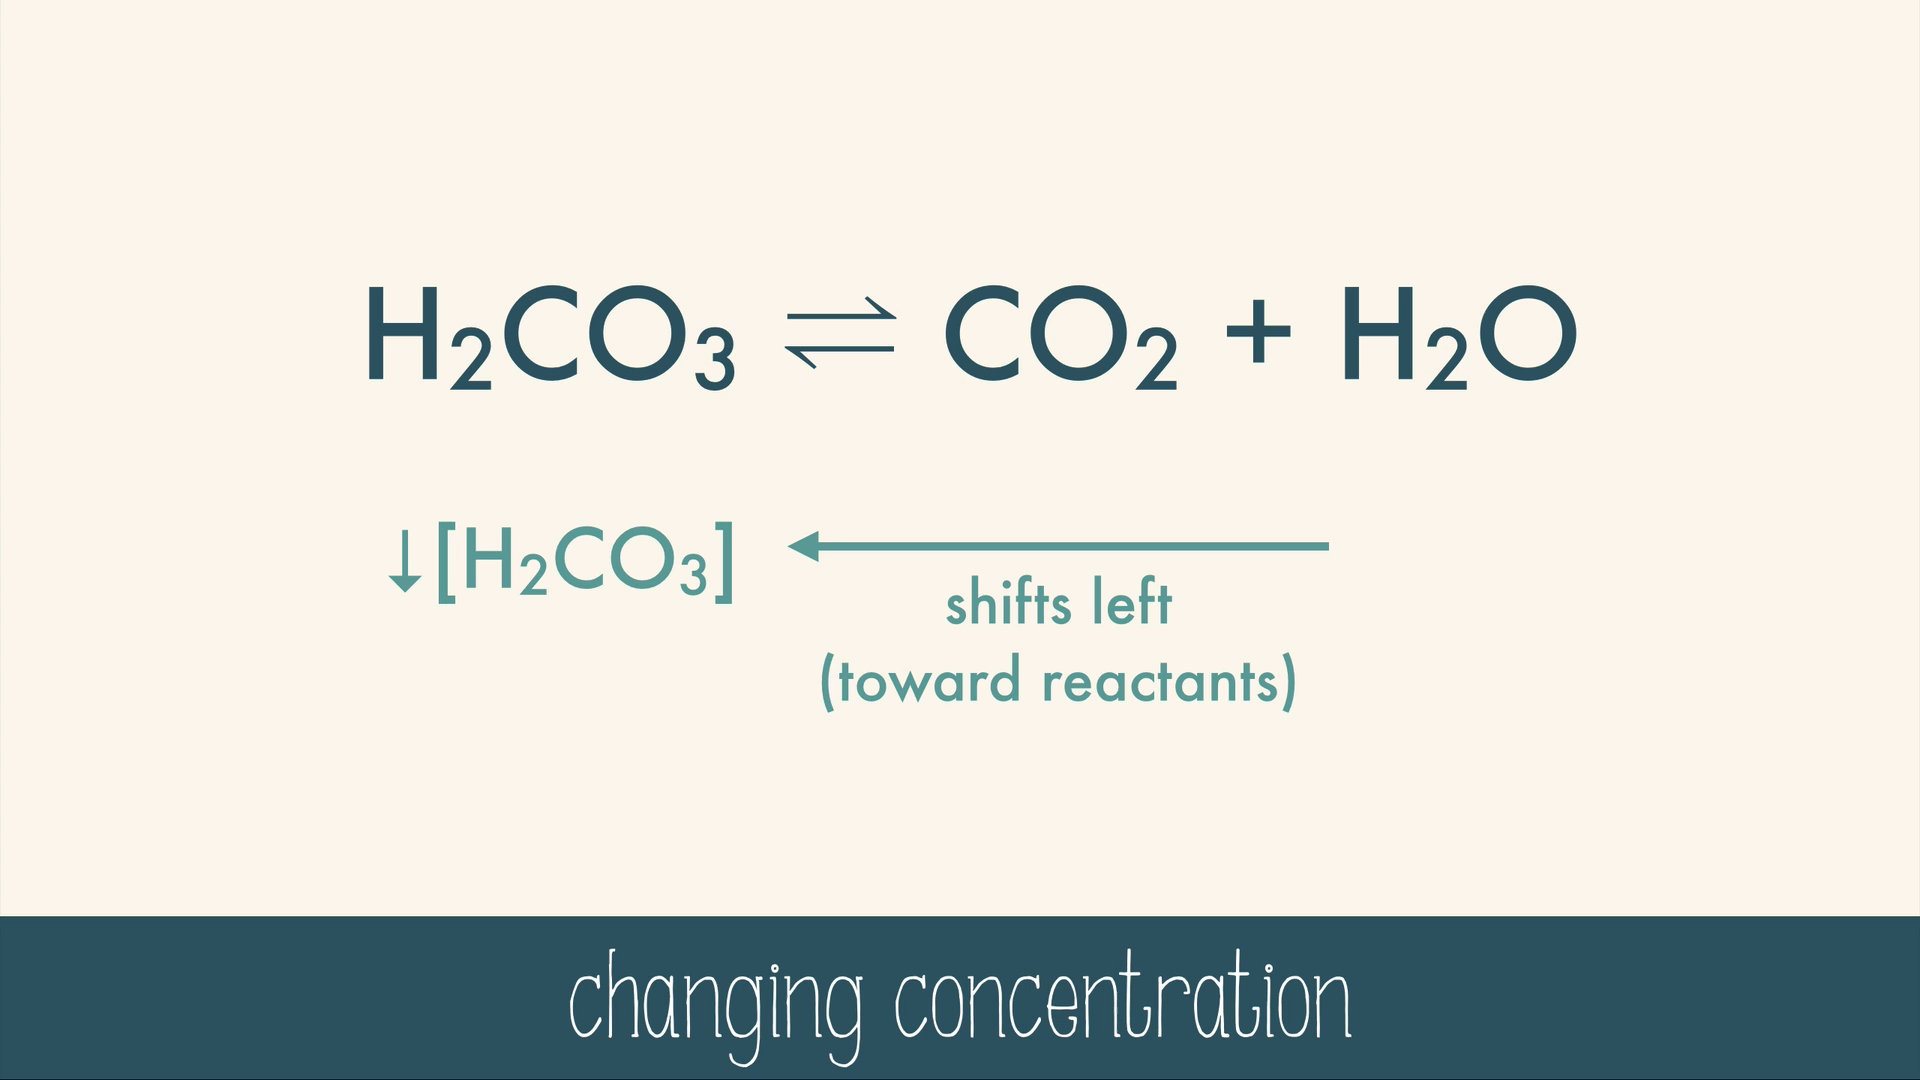 H₂CO₃ ⇌ CO₂ + H₂O
↓[H₂CO₃]
shifts left
(toward reactants)
changing concentration